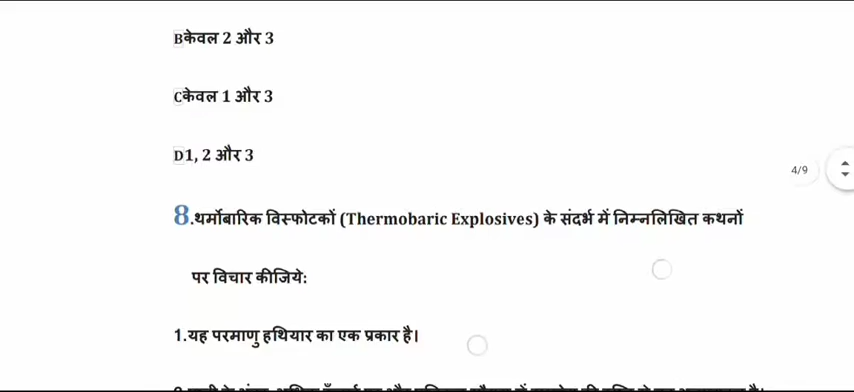 Bकेवल 2 और 3
Cकेवल 1 और 3
D1, 2 और 3
4/9
8.थर्मोबारिक विस्फोटकों (Thermobaric Explosives) के संदर्भ में निम्नलिखित कथनों
पर विचार कीजिये:
1.यह परमाणु हथियार का एक प्रकार है।